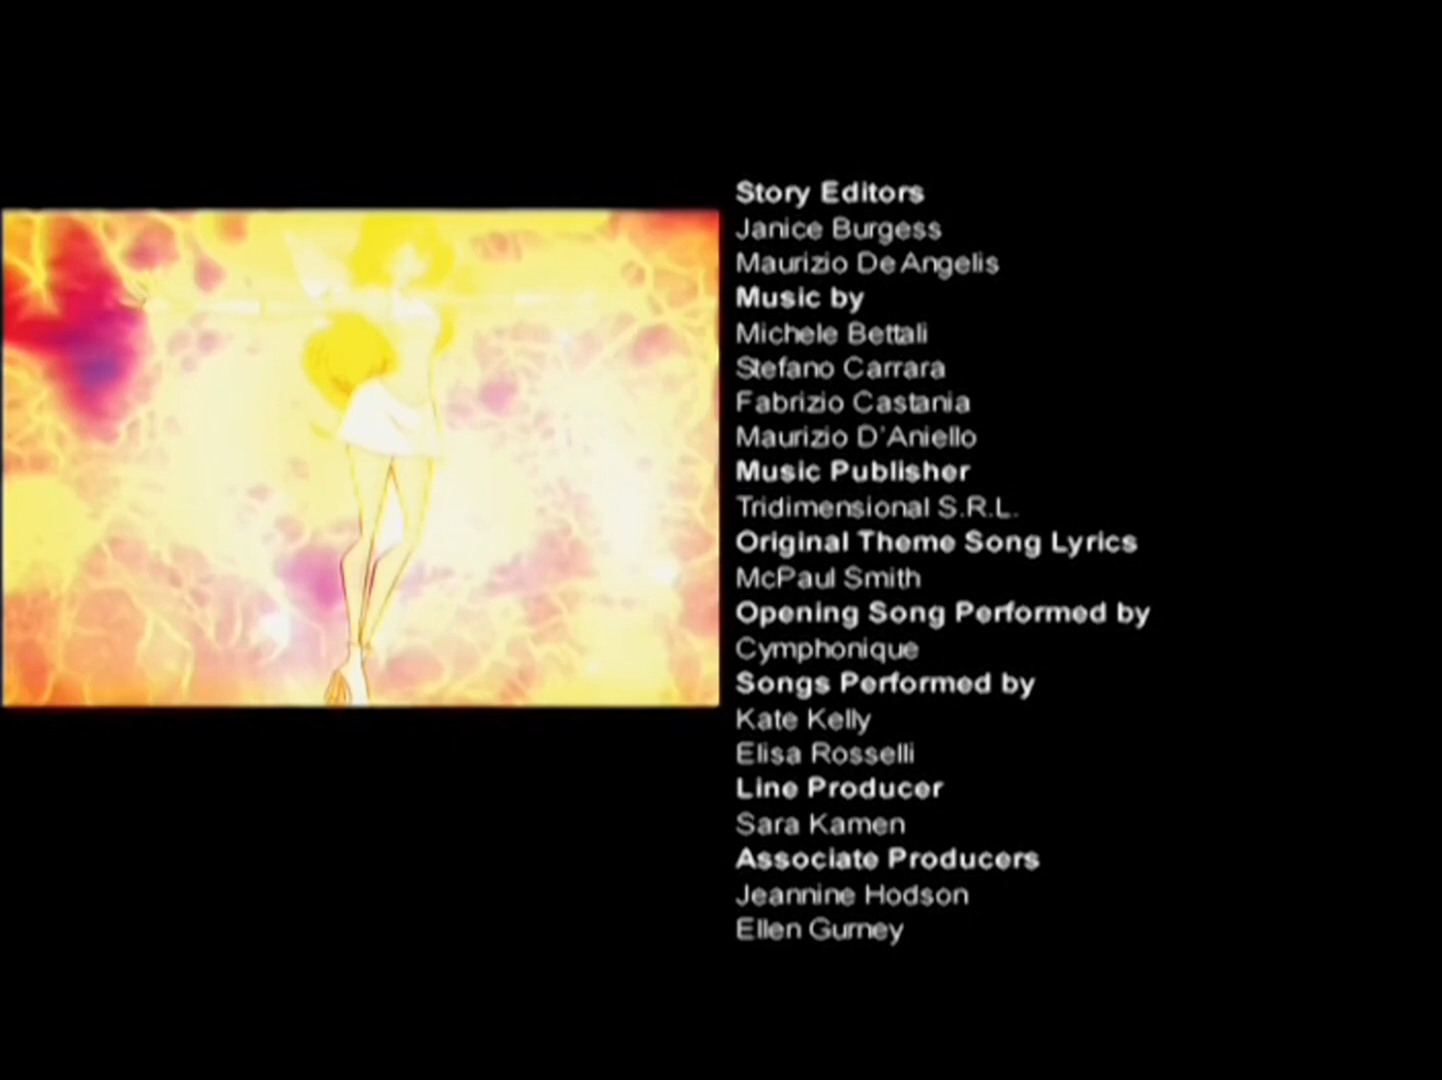 Story Editors
Janice Burgess
Maurizio De Angelis
Music by
Michele Bettali
Stefano Carrara
Fabrizio Castania
Maurizio D'Aniello
Music Publisher
Tridimensional S.R.L.
Original Theme Song Lyrics
McPaul Smith
Opening Song Performed by
Cymphonique
Songs Performed by
Kate Kelly
Elisa Rosselli
Line Producer
Sara Kamen
Associate Producers
Jeannine Hodson
Ellen Gurney